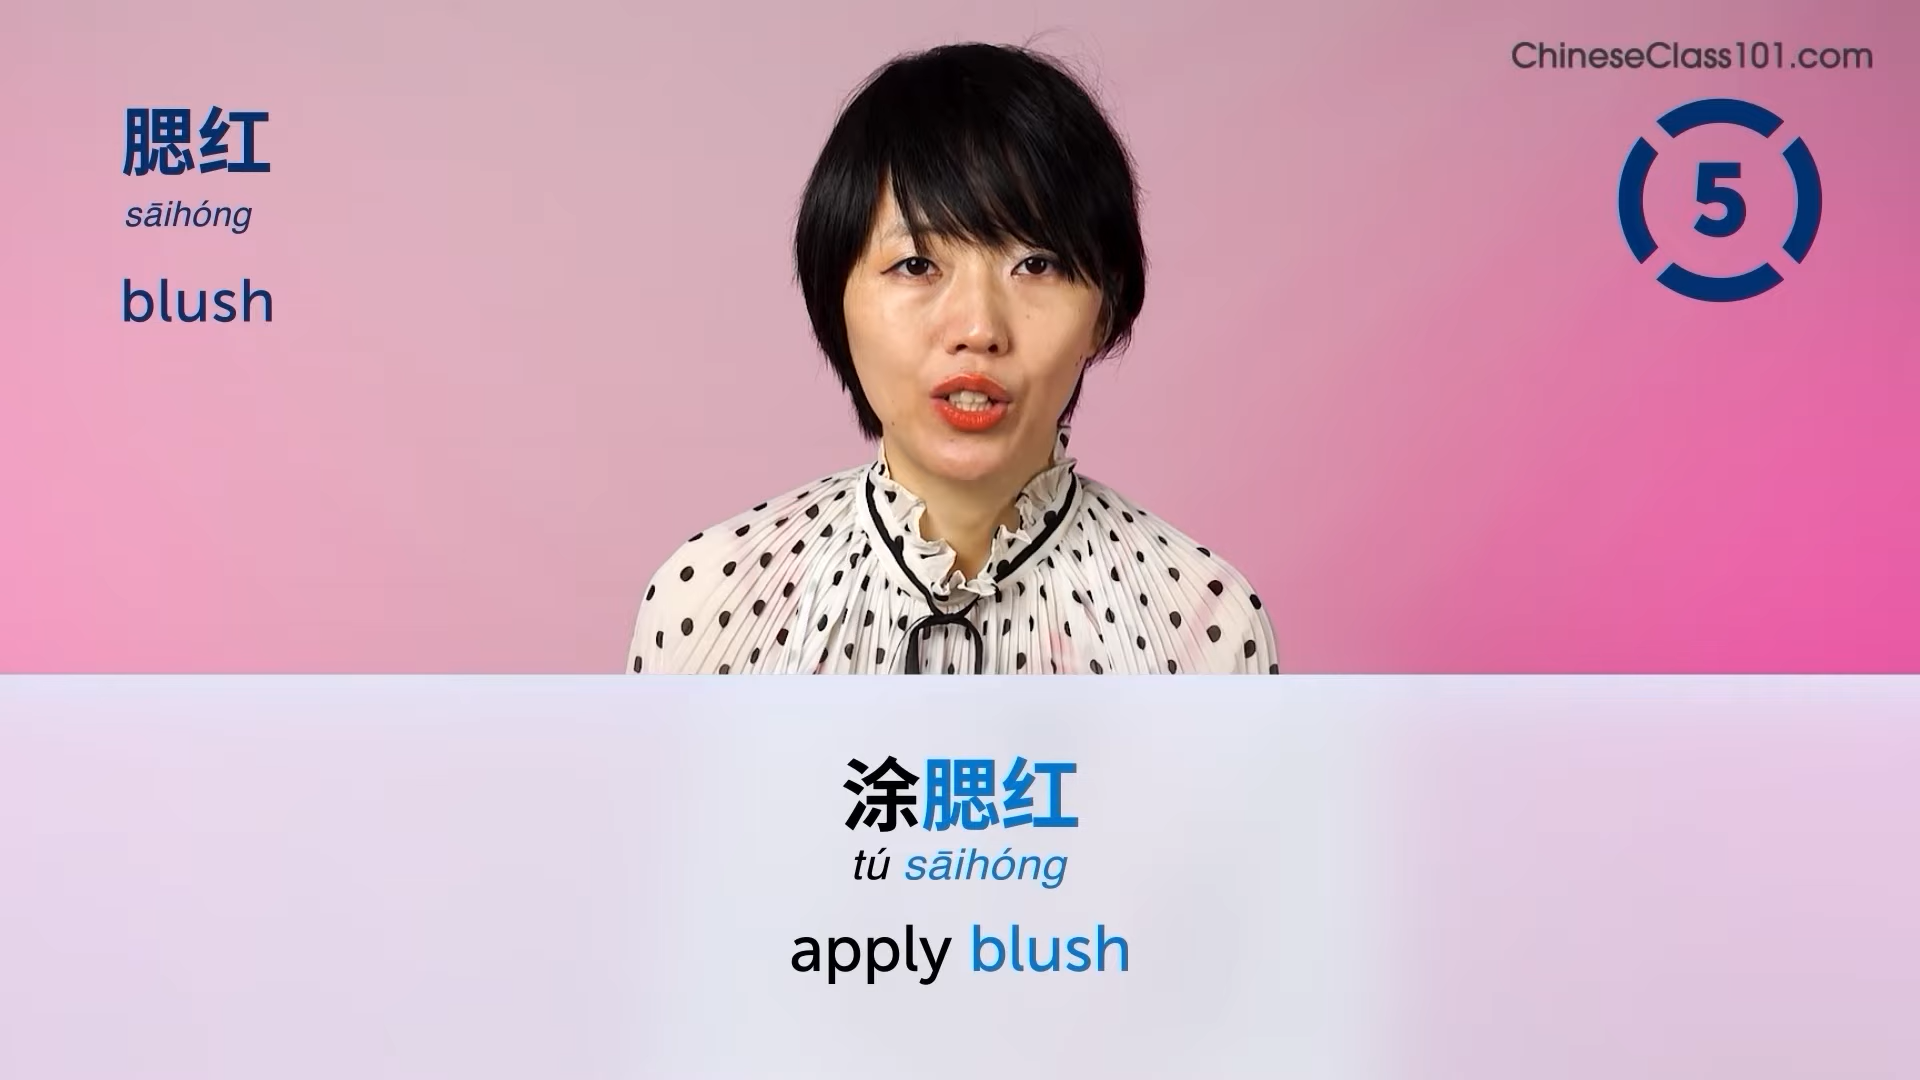 ChineseClass101.com
腮红
sāihóng
blush
5
涂腮红
tú sāihóng
apply blush